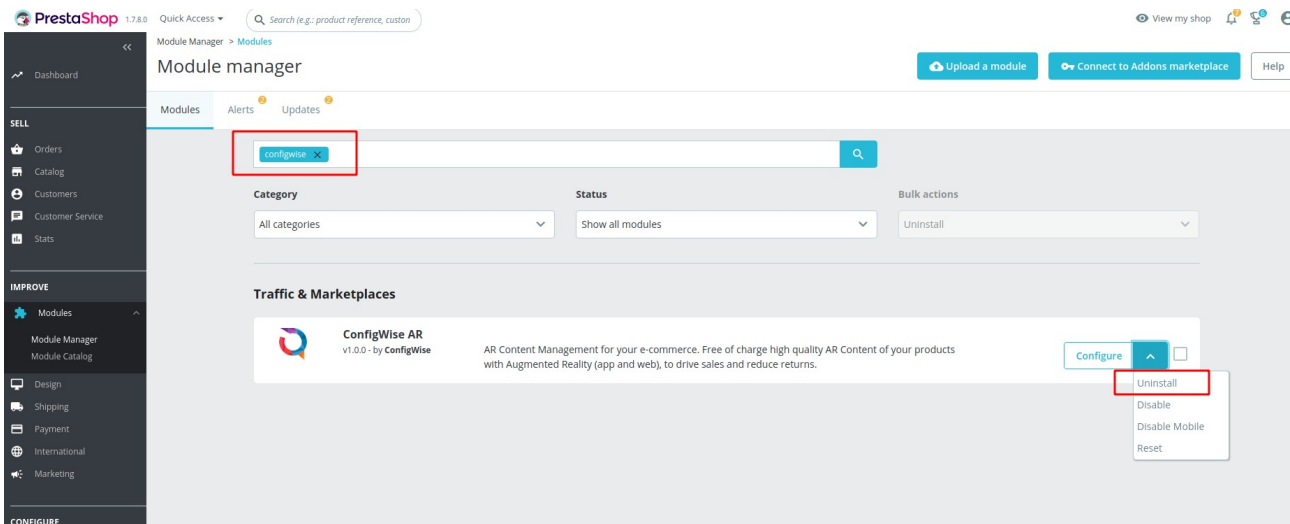 PrestaShop 1.7.8.0 Quick Access Search (e.g.: product reference, custon View my shop
Module Manager > Modules
Module manager
Upload a module
Connect to Addons marketplace
Help
Modules Alerts 2 Updates 2
Dashboard
SELL
Orders
Catalog
Customers
Customer Service
Stats
IMPROVE
Modules
Module Manager
Module Catalog
Design
Shipping
Payment
International
Marketing
CONFIGURE
configwise
Category Status Bulk actions
All categories Show all modules Uninstall
Traffic & Marketplaces
ConfigWise AR
v1.0.0 - by ConfigWise
AR Content Management for your e-commerce. Free of charge high quality AR Content of your products
with Augmented Reality (app and web), to drive sales and reduce returns.
Configure
Uninstall
Disable
Disable Mobile
Reset